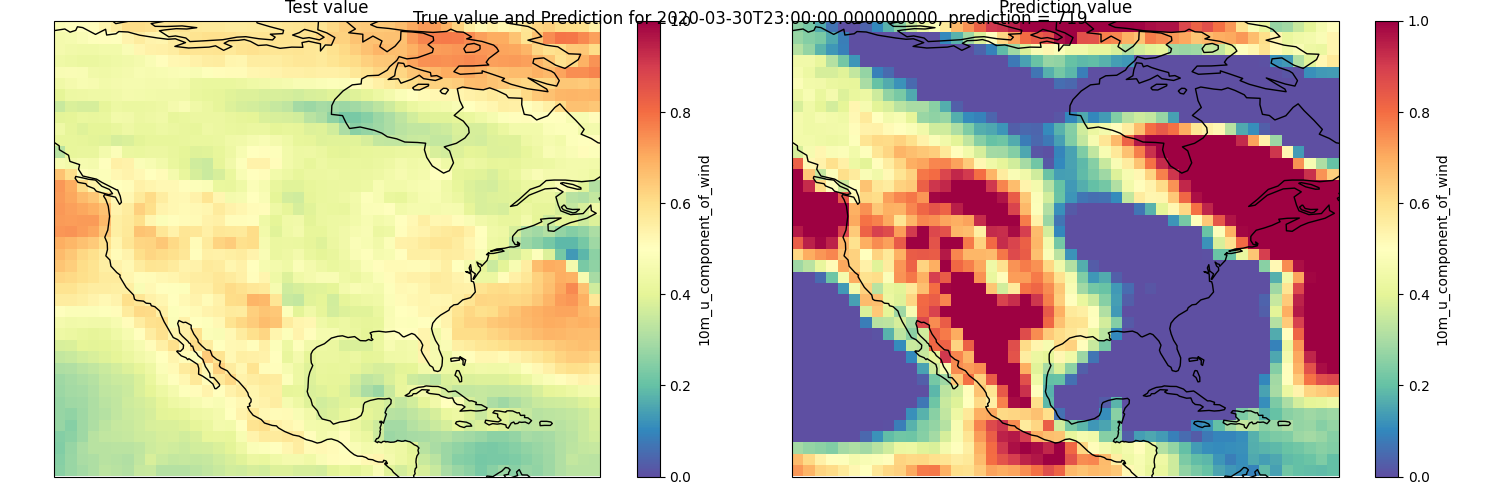 Test value
True value and Prediction for 2020-03-30T23:00:00.000000000, prediction = 719
Prediction value
1.0
0.8
0.6
0.4
0.2
0.0
10m_u_component_of_wind
1.0
0.8
0.6
0.4
0.2
0.0
10m_u_component_of_wind